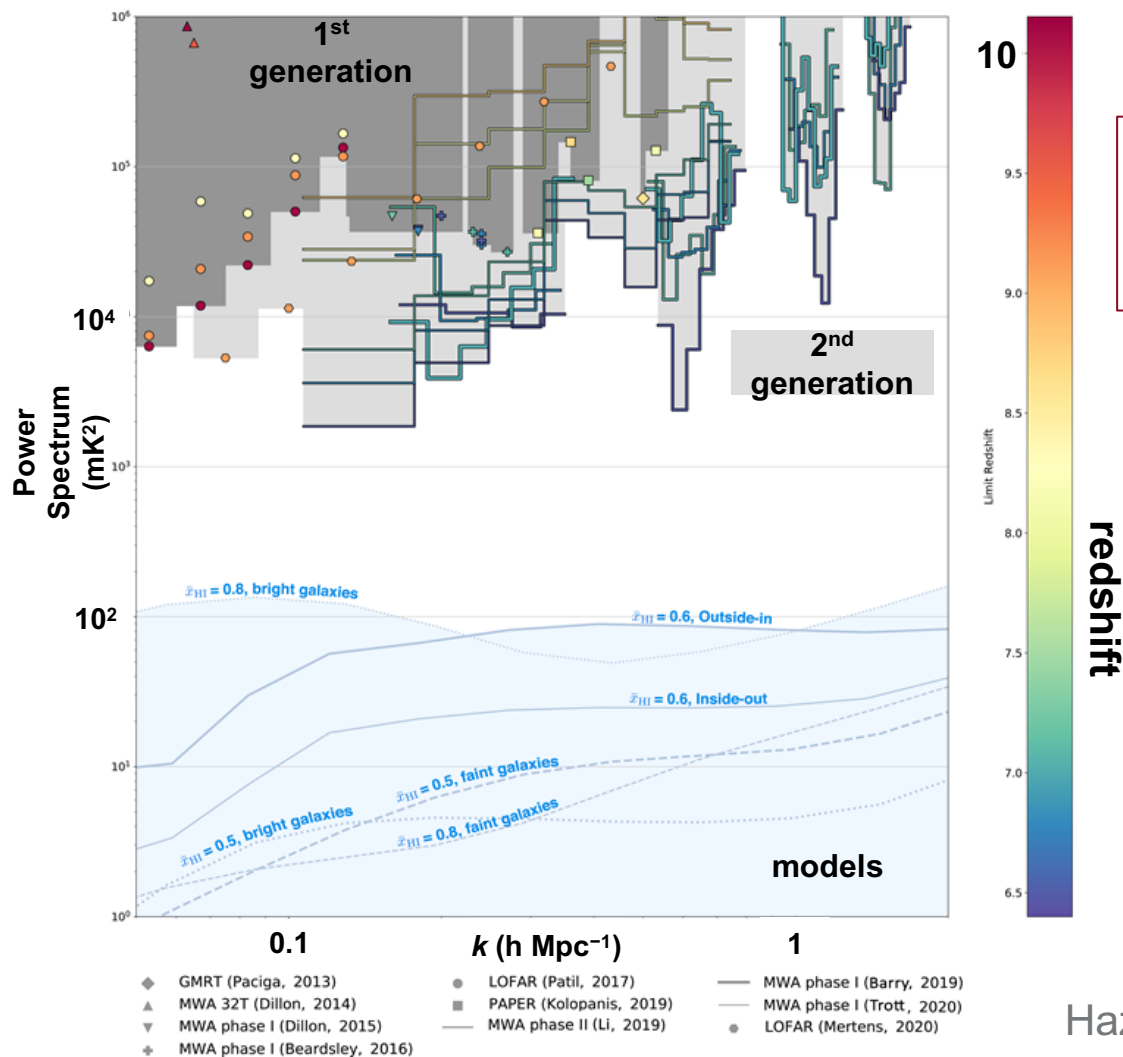 10⁶
1st
generation
10
10⁵
9.5
9.0
10⁴
2nd
generation
8.5
Power
Spectrum
(mK²)
10³
Limit Redshift
8.0
redshift
x̄HI = 0.8, bright galaxies
10²
x̄HI = 0.6, Outside-in
7.5
x̄HI = 0.6, Inside-out
10¹
7.0
x̄HI = 0.5, faint galaxies
x̄HI = 0.5, bright galaxies
x̄HI = 0.8, faint galaxies
models
6.5
10⁰
0.1
k (h Mpc⁻¹)
1
GMRT (Paciga, 2013)
MWA 32T (Dillon, 2014)
MWA phase I (Dillon, 2015)
MWA phase I (Beardsley, 2016)
LOFAR (Patil, 2017)
PAPER (Kolopanis, 2019)
MWA phase II (Li, 2019)
MWA phase I (Barry, 2019)
MWA phase I (Trott, 2020)
LOFAR (Mertens, 2020)
Haz